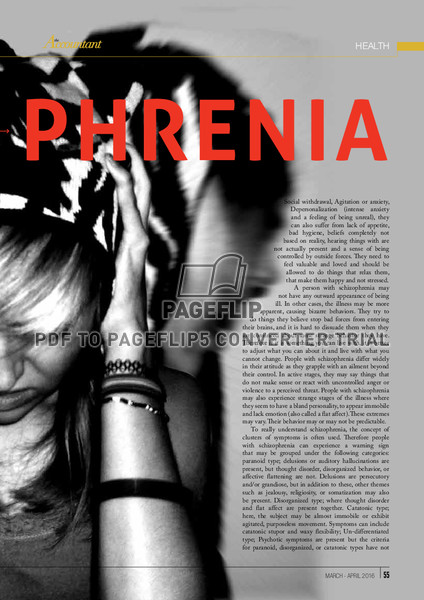 Accountant
HEALTH
PHRENIA
social withdrawal, Agitation or anxiety,
Depersonalization (intense anxiety
and a feeling of being unreal), they
can also suffer from lack of appetite,
bad hygiene, beliefs completely not
based on reality, hearing things with are
not actually present and a sense of being
controlled by outside forces. They need to
feel valuable and loved and should be
allowed to do things that relax them,
that make them happy and not stressed.
A person with schizophrenia may
not have any outward appearance of being
ill. In other cases, the illness may be more
apparent, causing bizarre behaviors. They try to
do things they believe stop bad forces from entering
their brains, and it is hard to dissuade them when they
to adjust what you can about it and live with what you
cannot change. People with schizophrenia differ widely
in their attitude as they grapple with an ailment beyond
their control. In active stages, they may say things that
do not make sense or react with uncontrolled anger or
violence to a perceived threat. People with schizophrenia
may also experience strange stages of the illness where
they seem to have a bland personality, to appear immobile
and lack emotion (also called a flat affect). These extremes
may vary. Their behavior may or may not be predictable.
To really understand schizophrenia, the concept of
clusters of symptoms is often used. Therefore people
with schizophrenia can experience a warning sign
that may be grouped under the following categories:
paranoid type; delusions or auditory hallucinations are
present, but thought disorder, disorganized behavior, or
affective flattening are not. Delusions are persecutory
and/or grandiose, but in addition to these, other themes
such as jealousy, religiosity, or somatization may also
be present. Disorganized type; where thought disorder
and flat affect are present together. Catatonic type;
here, the subject may be almost immobile or exhibit
agitated, purposeless movement. Symptoms can include
catatonic stupor and waxy flexibility; Un-differentiated
type; Psychotic symptoms are present but the criteria
for paranoid, disorganized, or catatonic types have not
PAGEFLIP
PDF TO PAGEFLIP5 CONVERTER TRIAL
MARCH - APRIL 2016 55